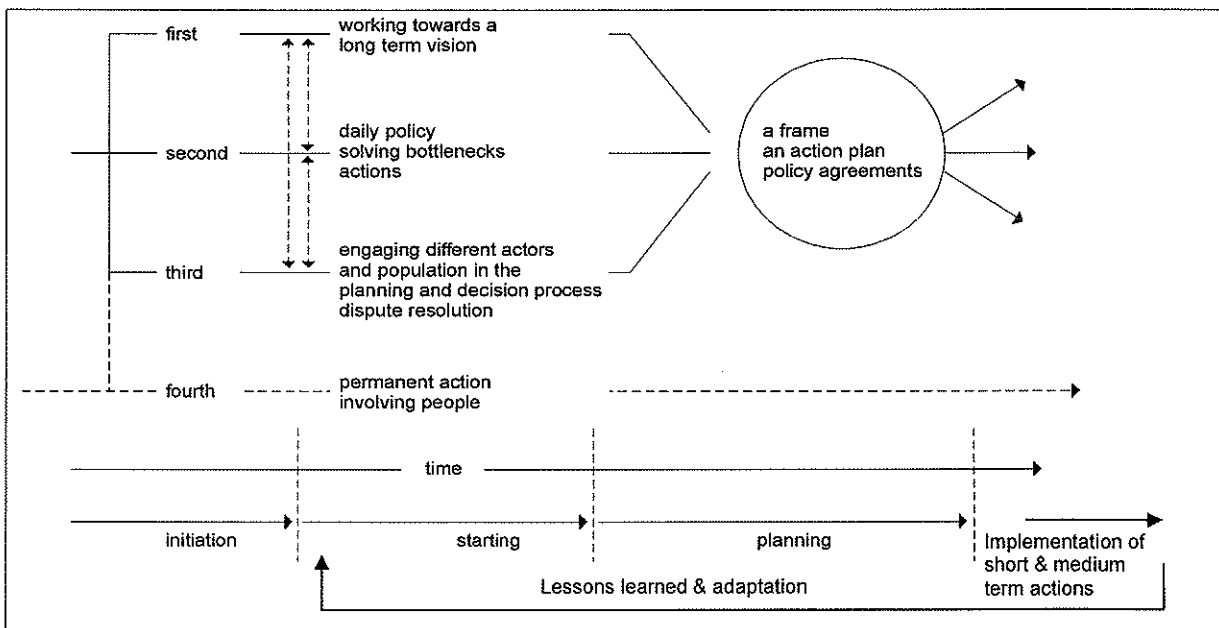 first
working towards a
long term vision
second
daily policy
solving bottlenecks
actions
a frame
an action plan
policy agreements
third
engaging different actors
and population in the
planning and decision process
dispute resolution
fourth
permanent action
involving people
time
initiation
starting
planning
Implementation of
short & medium
term actions
Lessons learned & adaptation